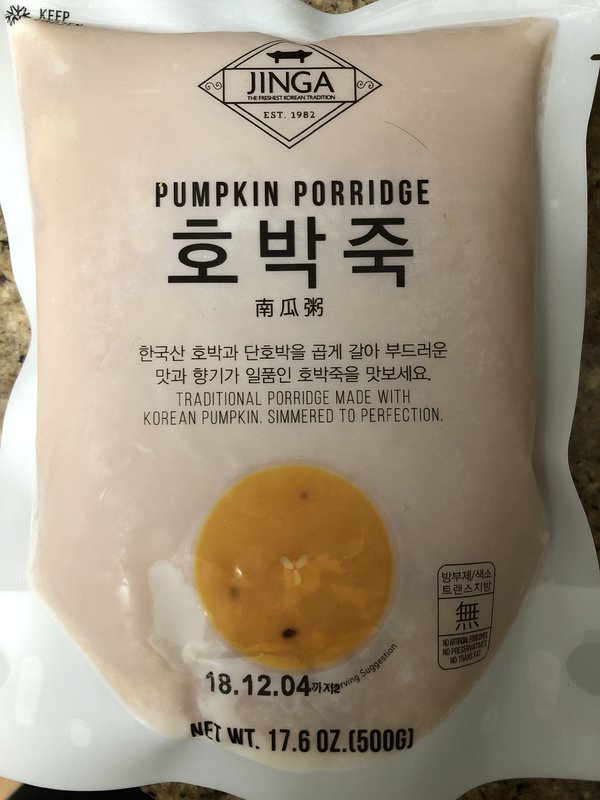 KEEP
JINGA
THE FRESHEST KOREAN TRADITION
EST. 1982
PUMPKIN PORRIDGE
호박죽
南瓜粥
한국산 호박과 단호박을 곱게 갈아 부드러운
맛과 향기가 일품인 호박죽을 맛보세요.
TRADITIONAL PORRIDGE MADE WITH
KOREAN PUMPKIN. SIMMERED TO PERFECTION.
방부제/색소
트랜스지방
無
NO ARTIFICIAL FOOD DYES
NO PRESERVATIVES
NO TRANS FAT
Serving Suggestion
18.12.04까지2
NET WT. 17.6 OZ.(500G)